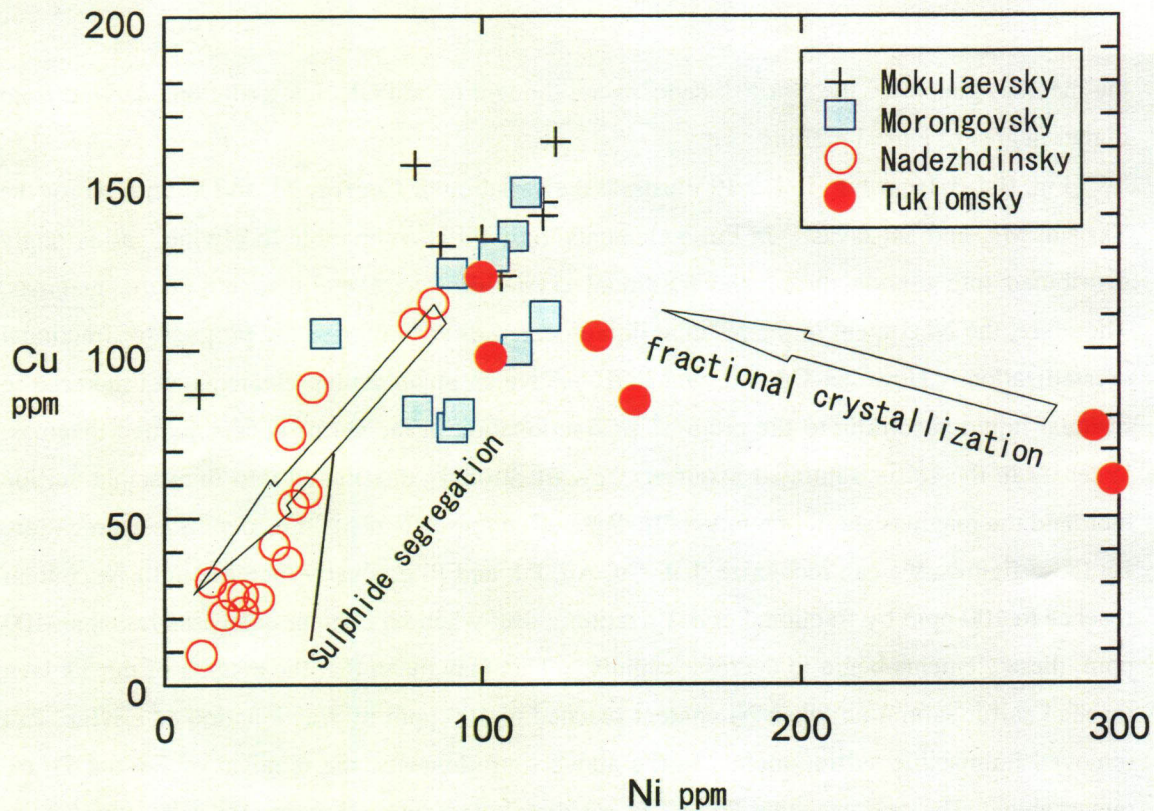 200
150
100
50
0
Cu
ppm
Mokulaevsky
Morongovsky
Nadezhdinsky
Tuklomsky
fractional crystallization
Sulphide segregation
0
100
200
300
Ni ppm